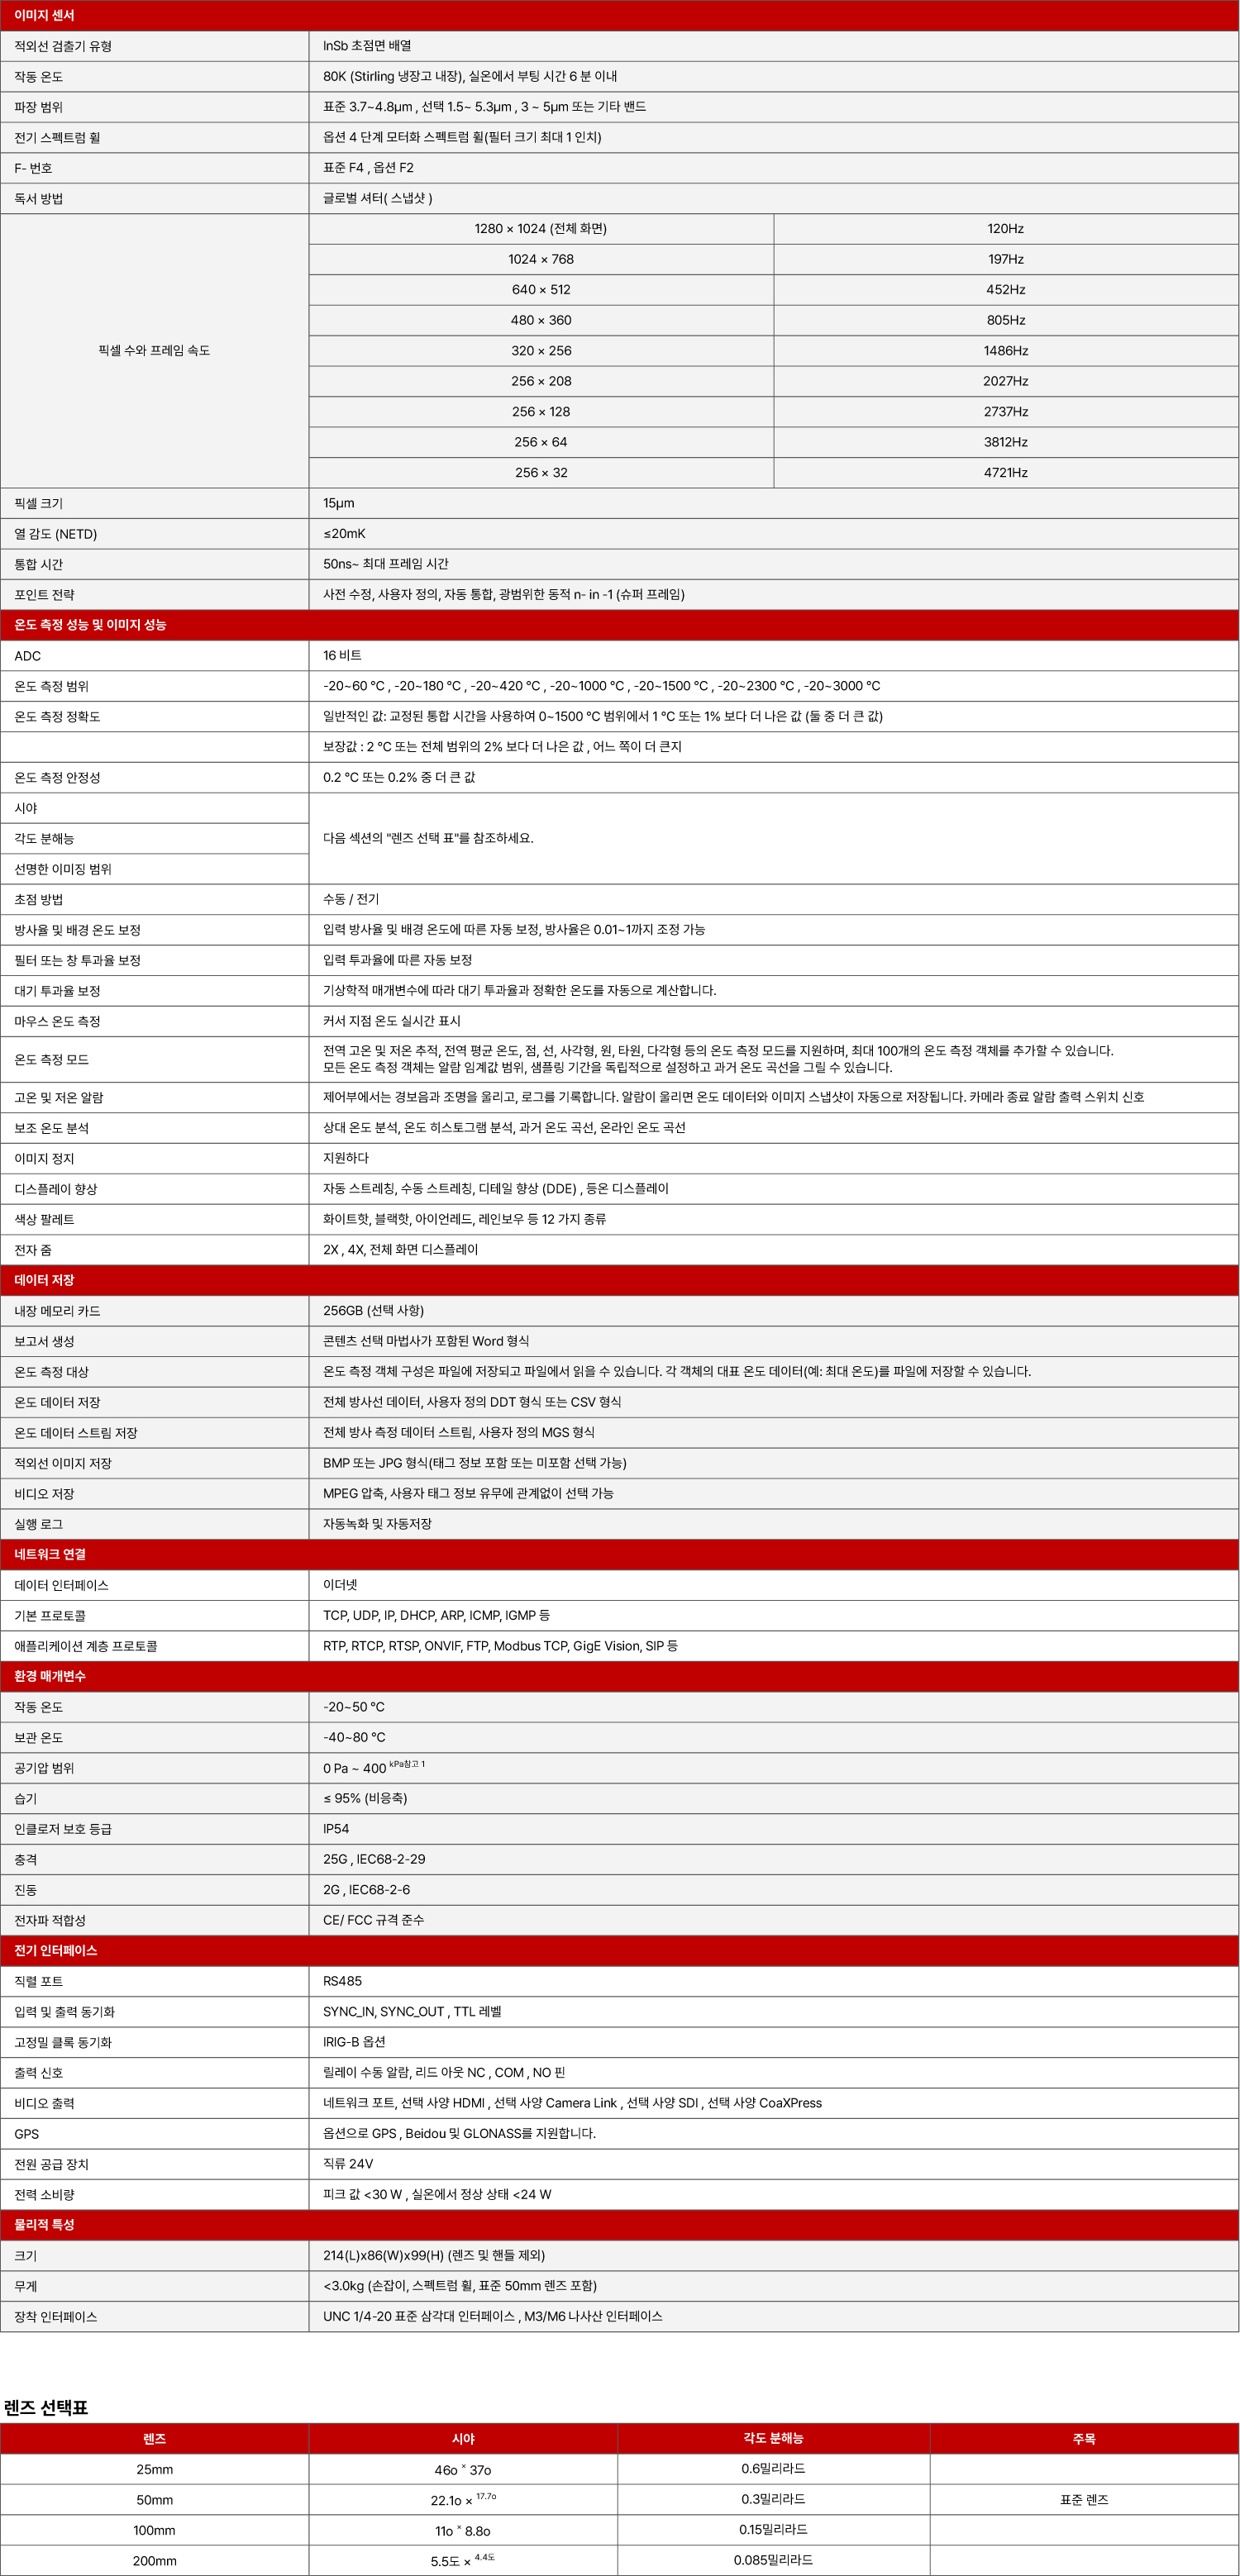 이미지 센서
적외선 검출기 유형
InSb 초점면 배열
작동 온도
80K (Stirling 냉장고 내장), 실온에서 부팅 시간 6 분 이내
파장 범위
표준 3.7~4.8μm , 선택 1.5~ 5.3μm , 3 ~ 5μm 또는 기타 밴드
전기 스펙트럼 휠
옵션 4 단계 모터화 스펙트럼 휠(필터 크기 최대 1 인치)
F- 번호
표준 F4 , 옵션 F2
독서 방법
글로벌 셔터( 스냅샷 )
픽셀 수와 프레임 속도
1280 × 1024 (전체 화면)
120Hz
1024 × 768
197Hz
640 × 512
452Hz
480 × 360
805Hz
320 × 256
1486Hz
256 × 208
2027Hz
256 × 128
2737Hz
256 × 64
3812Hz
256 × 32
4721Hz
픽셀 크기
15μm
열 감도 (NETD)
≤20mK
통합 시간
50ns~ 최대 프레임 시간
포인트 전략
사전 수정, 사용자 정의, 자동 통합, 광범위한 동적 n- in -1 (슈퍼 프레임)
온도 측정 성능 및 이미지 성능
ADC
16 비트
온도 측정 범위
-20~60 °C , -20~180 °C , -20~420 °C , -20~1000 °C , -20~1500 °C , -20~2300 °C , -20~3000 °C
온도 측정 정확도
일반적인 값: 교정된 통합 시간을 사용하여 0~1500 °C 범위에서 1 °C 또는 1% 보다 더 나은 값 (둘 중 더 큰 값)
보장값 : 2 °C 또는 전체 범위의 2% 보다 더 나은 값 , 어느 쪽이 더 큰지
온도 측정 안정성
0.2 °C 또는 0.2% 중 더 큰 값
시야
각도 분해능
선명한 이미징 범위
다음 섹션의 "렌즈 선택 표"를 참조하세요.
초점 방법
수동 / 전기
방사율 및 배경 온도 보정
입력 방사율 및 배경 온도에 따른 자동 보정, 방사율은 0.01~1까지 조정 가능
필터 또는 창 투과율 보정
입력 투과율에 따른 자동 보정
대기 투과율 보정
기상학적 매개변수에 따라 대기 투과율과 정확한 온도를 자동으로 계산합니다.
마우스 온도 측정
커서 지점 온도 실시간 표시
온도 측정 모드
전역 고온 및 저온 추적, 전역 평균 온도, 점, 선, 사각형, 원, 타원, 다각형 등의 온도 측정 모드를 지원하며, 최대 100개의 온도 측정 객체를 추가할 수 있습니다.
모든 온도 측정 객체는 알람 임계값 범위, 샘플링 기간을 독립적으로 설정하고 과거 온도 곡선을 그릴 수 있습니다.
고온 및 저온 알람
제어부에서는 경보음과 조명을 울리고, 로그를 기록합니다. 알람이 울리면 온도 데이터와 이미지 스냅샷이 자동으로 저장됩니다. 카메라 종료 알람 출력 스위치 신호
보조 온도 분석
상대 온도 분석, 온도 히스토그램 분석, 과거 온도 곡선, 온라인 온도 곡선
이미지 정지
지원하다
디스플레이 향상
자동 스트레칭, 수동 스트레칭, 디테일 향상 (DDE) , 등온 디스플레이
색상 팔레트
화이트핫, 블랙핫, 아이언레드, 레인보우 등 12 가지 종류
전자 줌
2X , 4X, 전체 화면 디스플레이
데이터 저장
내장 메모리 카드
256GB (선택 사항)
보고서 생성
콘텐츠 선택 마법사가 포함된 Word 형식
온도 측정 대상
온도 측정 객체 구성은 파일에 저장되고 파일에서 읽을 수 있습니다. 각 객체의 대표 온도 데이터(예: 최대 온도)를 파일에 저장할 수 있습니다.
온도 데이터 저장
전체 방사선 데이터, 사용자 정의 DDT 형식 또는 CSV 형식
온도 데이터 스트림 저장
전체 방사 측정 데이터 스트림, 사용자 정의 MGS 형식
적외선 이미지 저장
BMP 또는 JPG 형식(태그 정보 포함 또는 미포함 선택 가능)
비디오 저장
MPEG 압축, 사용자 태그 정보 유무에 관계없이 선택 가능
실행 로그
자동녹화 및 자동저장
네트워크 연결
데이터 인터페이스
이더넷
기본 프로토콜
TCP, UDP, IP, DHCP, ARP, ICMP, IGMP 등
애플리케이션 계층 프로토콜
RTP, RTCP, RTSP, ONVIF, FTP, Modbus TCP, GigE Vision, SIP 등
환경 매개변수
작동 온도
-20~50 °C
보관 온도
-40~80 °C
공기압 범위
0 Pa ~ 400 kPa참고 1
습기
≤ 95% (비응축)
인클로저 보호 등급
IP54
충격
25G , IEC68-2-29
진동
2G , IEC68-2-6
전자파 적합성
CE/ FCC 규격 준수
전기 인터페이스
직렬 포트
RS485
입력 및 출력 동기화
SYNC_IN, SYNC_OUT , TTL 레벨
고정밀 클록 동기화
IRIG-B 옵션
출력 신호
릴레이 수동 알람, 리드 아웃 NC , COM , NO 핀
비디오 출력
네트워크 포트, 선택 사양 HDMI , 선택 사양 Camera Link , 선택 사양 SDI , 선택 사양 CoaXPress
GPS
옵션으로 GPS , Beidou 및 GLONASS를 지원합니다.
전원 공급 장치
직류 24V
전력 소비량
피크 값 <30 W , 실온에서 정상 상태 <24 W
물리적 특성
크기
214(L)x86(W)x99(H) (렌즈 및 핸들 제외)
무게
<3.0kg (손잡이, 스펙트럼 휠, 표준 50mm 렌즈 포함)
장착 인터페이스
UNC 1/4-20 표준 삼각대 인터페이스 , M3/M6 나사산 인터페이스
렌즈 선택표
렌즈
시야
각도 분해능
주목
25mm
46o × 37o
0.6밀리라드
50mm
22.1o × 17.7o
0.3밀리라드
표준 렌즈
100mm
11o × 8.8o
0.15밀리라드
200mm
5.5도 × 4.4도
0.085밀리라드